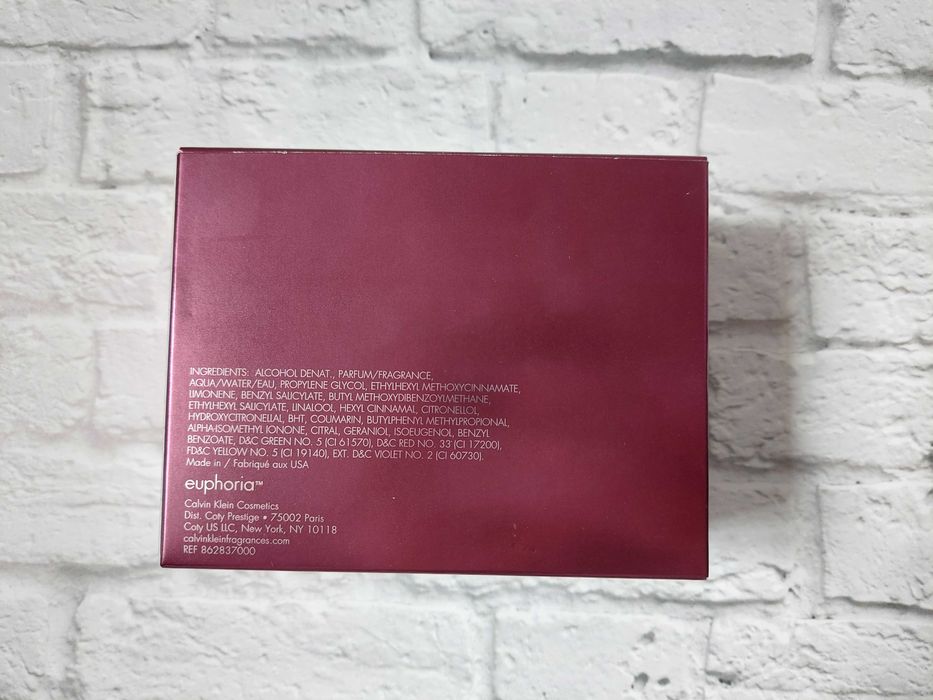 INGREDIENTS: ALCOHOL DENAT., PARFUM/FRAGRANCE,
AQUA/WATER/EAU, PROPYLENE GLYCOL, ETHYLHEXYL METHOXYCINNAMATE,
LIMONENE, BENZYL SALICYLATE, BUTYL METHOXYDIBENZOYLMETHANE,
ETHYLHEXYL SALICYLATE, LINALOOL, HEXYL CINNAMAL, CITRONELLOL,
HYDROXYCITRONELLAL, BHT, COUMARIN, BUTYLPHENYL METHYLPROPIONAL,
ALPHA-ISOMETHYL IONONE, CITRAL, GERANIOL, ISOEUGENOL, BENZYL
BENZOATE, D&C GREEN NO. 5 (CI 61570), D&C RED NO. 33 (CI 17200),
FD&C YELLOW NO. 5 (CI 19140), EXT. D&C VIOLET NO. 2 (CI 60730).
Made in / Fabriqué aux USA
euphoria™
Calvin Klein Cosmetics
Dist. Coty Prestige • 75002 Paris
Coty US LLC, New York, NY 10118
calvinkleinfragrances.com
REF 862837000